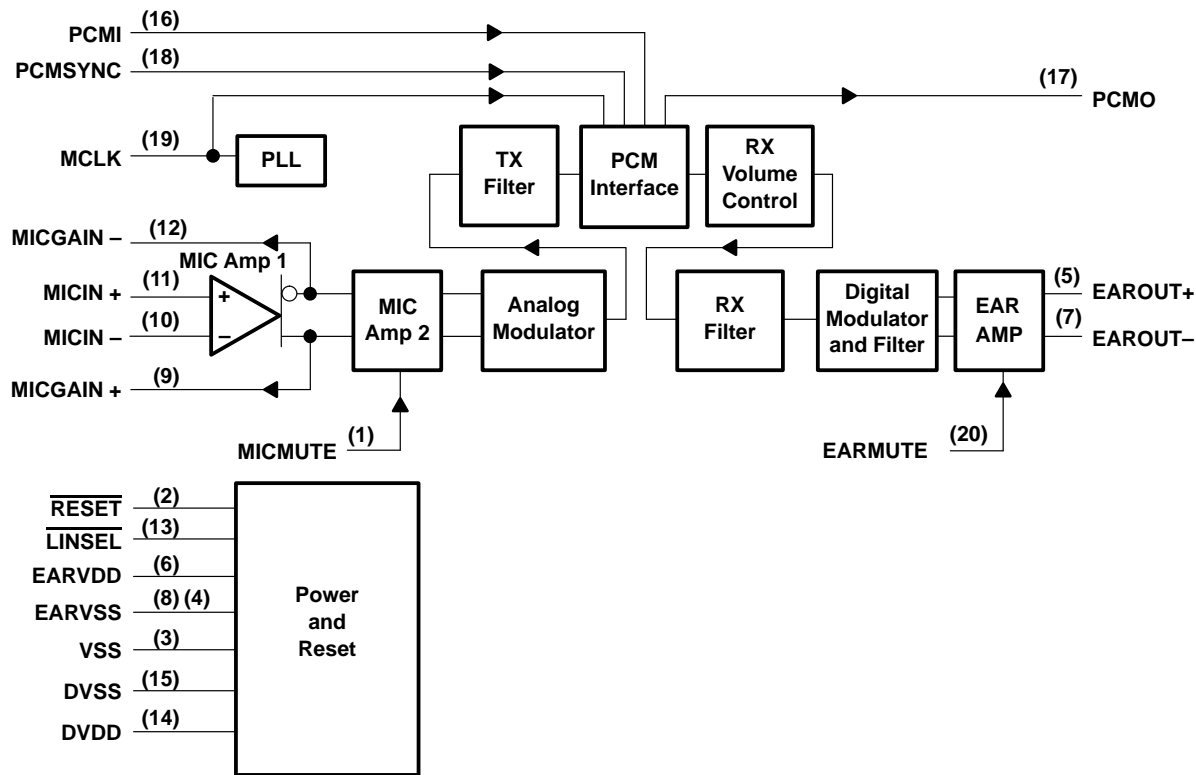 PCMI (16)
PCMSYNC (18)
(17) PCMO
MCLK (19)
PLL
TX
Filter
PCM
Interface
RX
Volume
Control
MICGAIN – (12)
MIC Amp 1
MICIN + (11)
+
MICIN – (10)
–
MICGAIN + (9)
MIC
Amp 2
Analog
Modulator
RX
Filter
Digital
Modulator
and Filter
EAR
AMP
(5) EAROUT+
(7) EAROUT–
MICMUTE (1)
EARMUTE (20)
RESET (2)
LINSEL (13)
EARVDD (6)
EARVSS (8) (4)
VSS (3)
DVSS (15)
DVDD (14)
Power
and
Reset